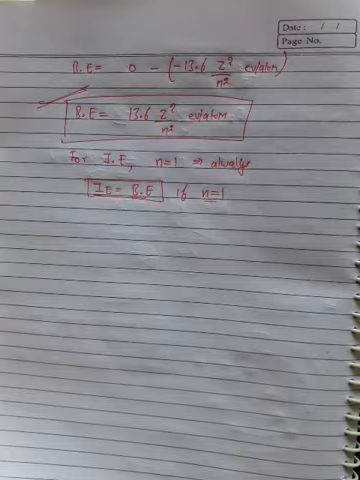 Date : / /
Page No.
B.E = 0 - (-13.6 Z²/n² ev/atom)
B.E = 13.6 Z²/n² ev/atom
For I.E, n=1 ⇒ always
IE = B.E if n=1